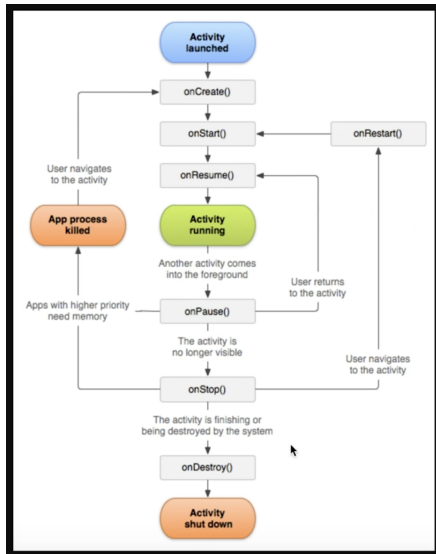 Activity
launched
onCreate()
onStart()
onRestart()
User navigates
to the activity
onResume()
App process
killed
Activity
running
Another activity comes
into the foreground
User returns
to the activity
Apps with higher priority
need memory
onPause()
The activity is
no longer visible
User navigates
to the activity
onStop()
The activity is finishing or
being destroyed by the system
onDestroy()
Activity
shut down